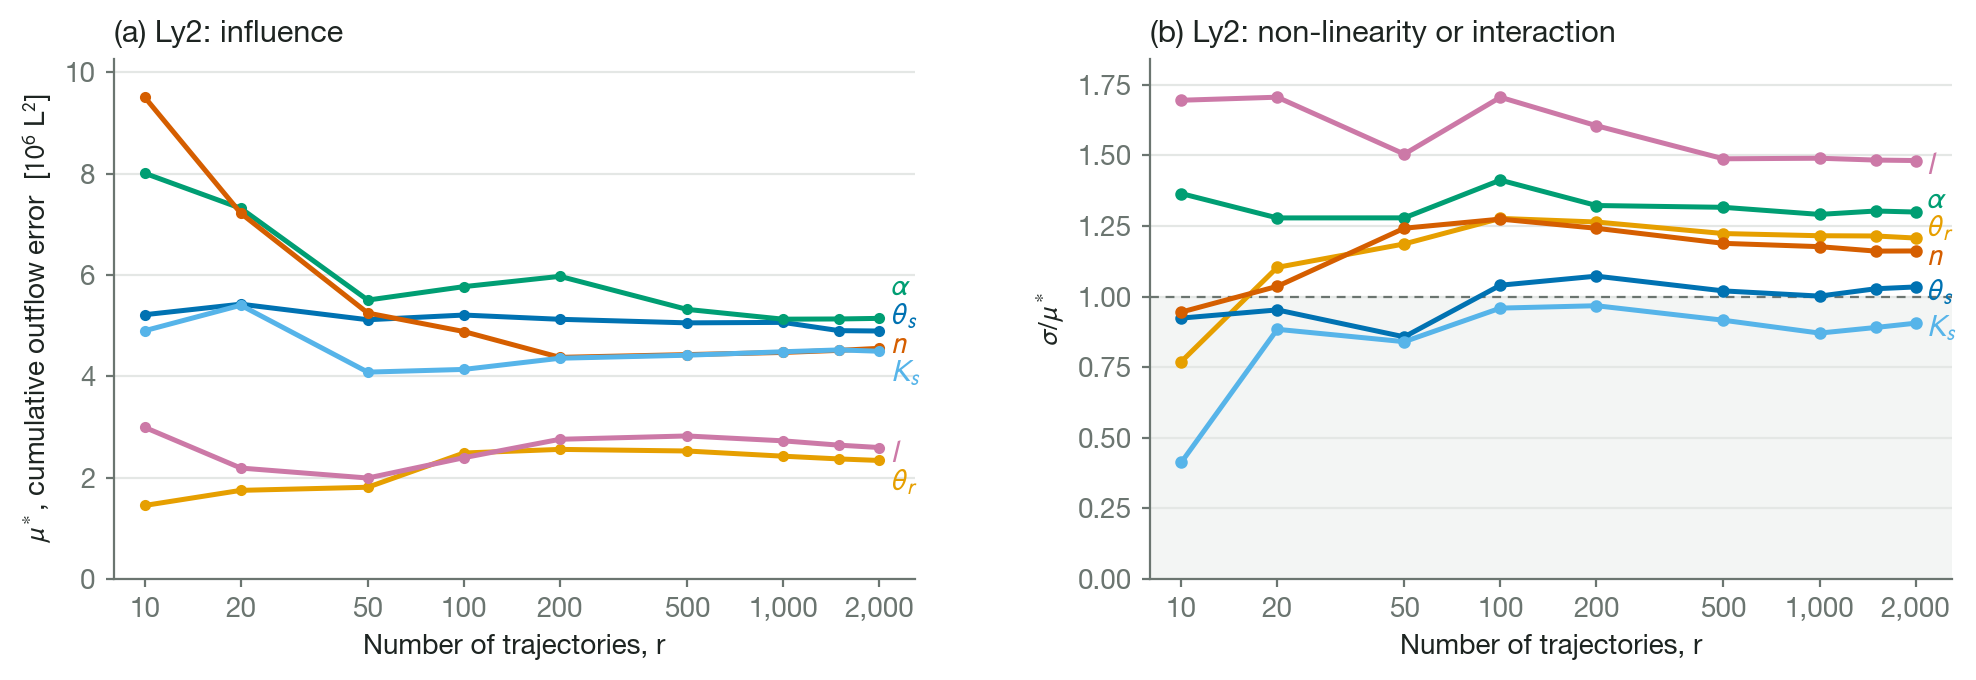 (a) Ly2: influence
μ*, cumulative outflow error [10⁶ L²]
10
8
6
4
2
0
α
θₛ
n
Kₛ
l
θᵣ
10 20 50 100 200 500 1,000 2,000
Number of trajectories, r
(b) Ly2: non-linearity or interaction
σ/μ*
1.75
1.50
1.25
1.00
0.75
0.50
0.25
0.00
l
α
θᵣ
n
θₛ
Kₛ
10 20 50 100 200 500 1,000 2,000
Number of trajectories, r